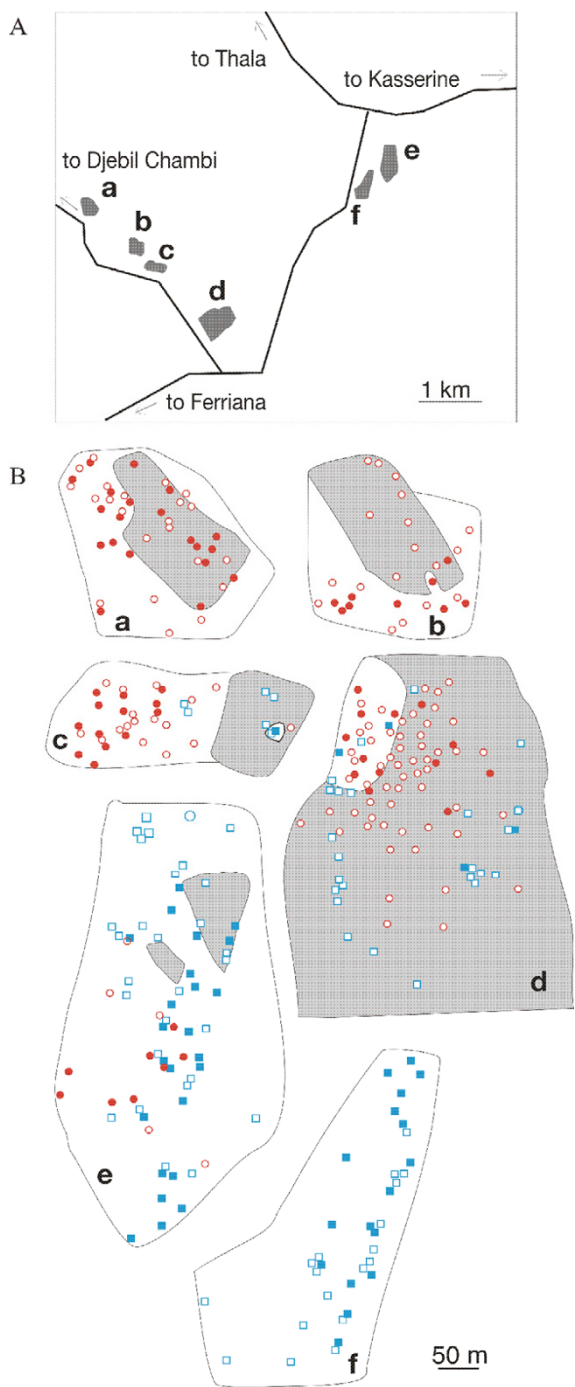 A
to Thala
to Kasserine
to Djebil Chambi
a
e
b
f
c
d
1 km
to Ferriana
B
a
b
c
d
e
f
50 m